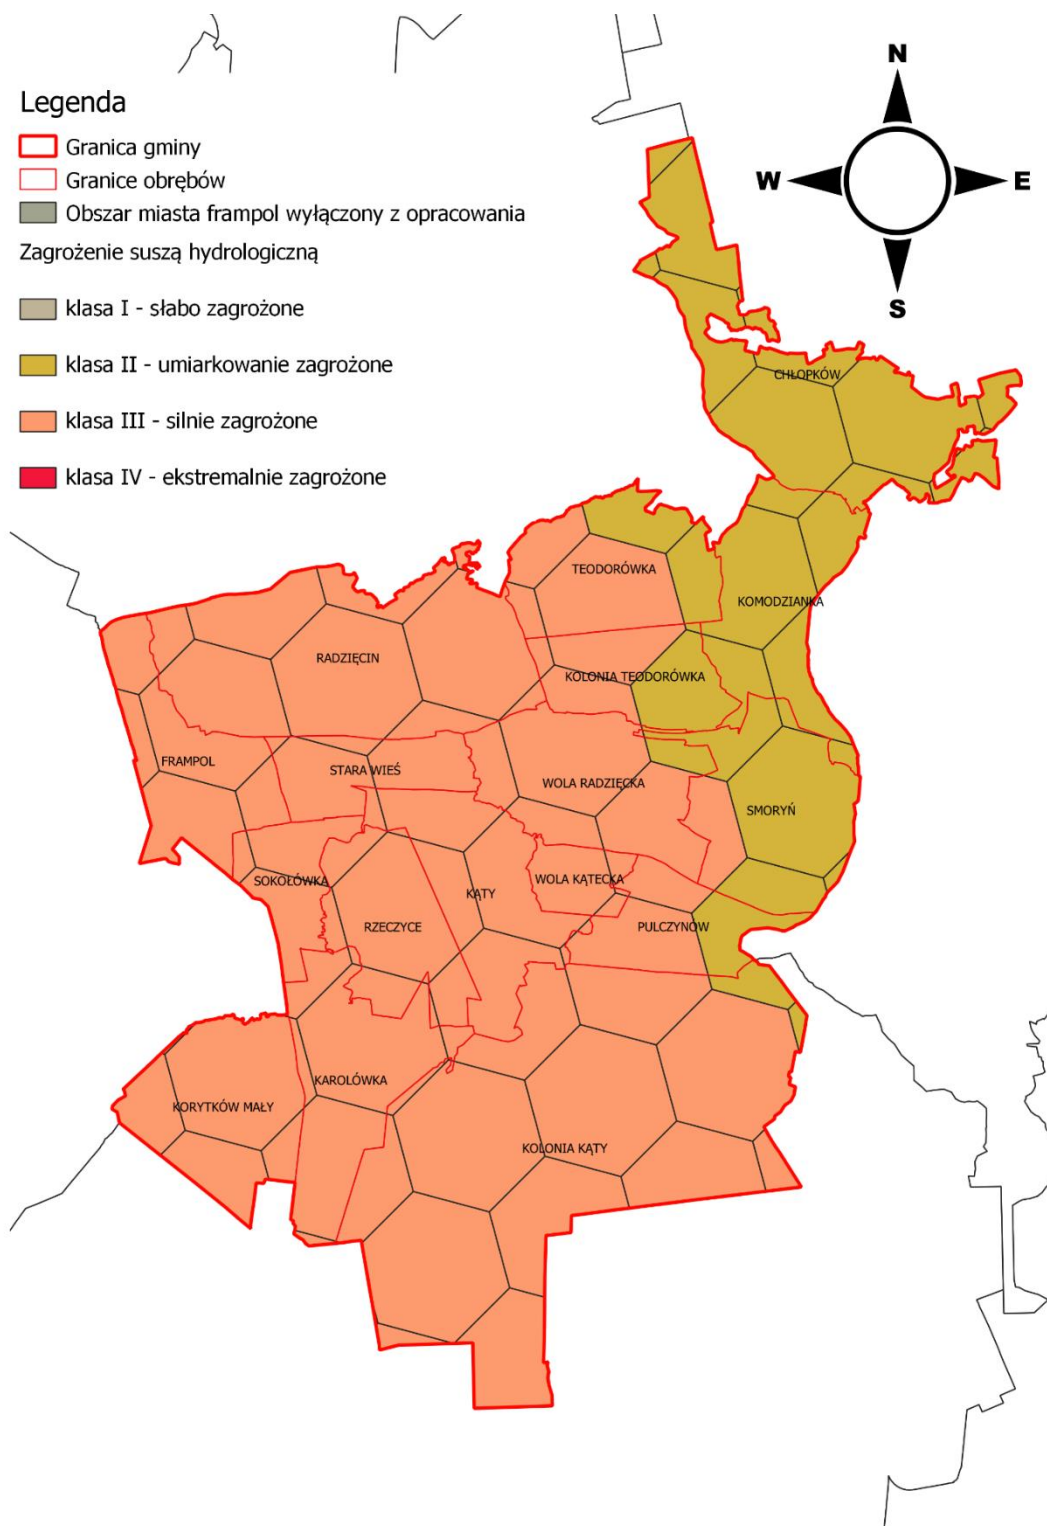 N
Legenda
Granica gminy
W
E
Granice obrębów
Obszar miasta frampol wyłączony z opracowania
Zagrożenie suszą hydrologiczną
klasa I - słabo zagrożone
S
klasa II - umiarkowanie zagrożone
CHŁOPKÓW
klasa III - silnie zagrożone
klasa IV - ekstremalnie zagrożone
TEODORÓWKA
KOMODZIANKA
RADZIĘCIN
KOLONIA TEODORÓWKA
FRAMPOL
STARA WIEŚ
WOLA RADZIĘCKA
SMORYŃ
SOKOŁÓWKA
WOLA KĄTECKA
KĄTY
RZECZYCE
PULCZYNÓW
KAROLÓWKA
KORYTKÓW MAŁY
KOLONIA KĄTY